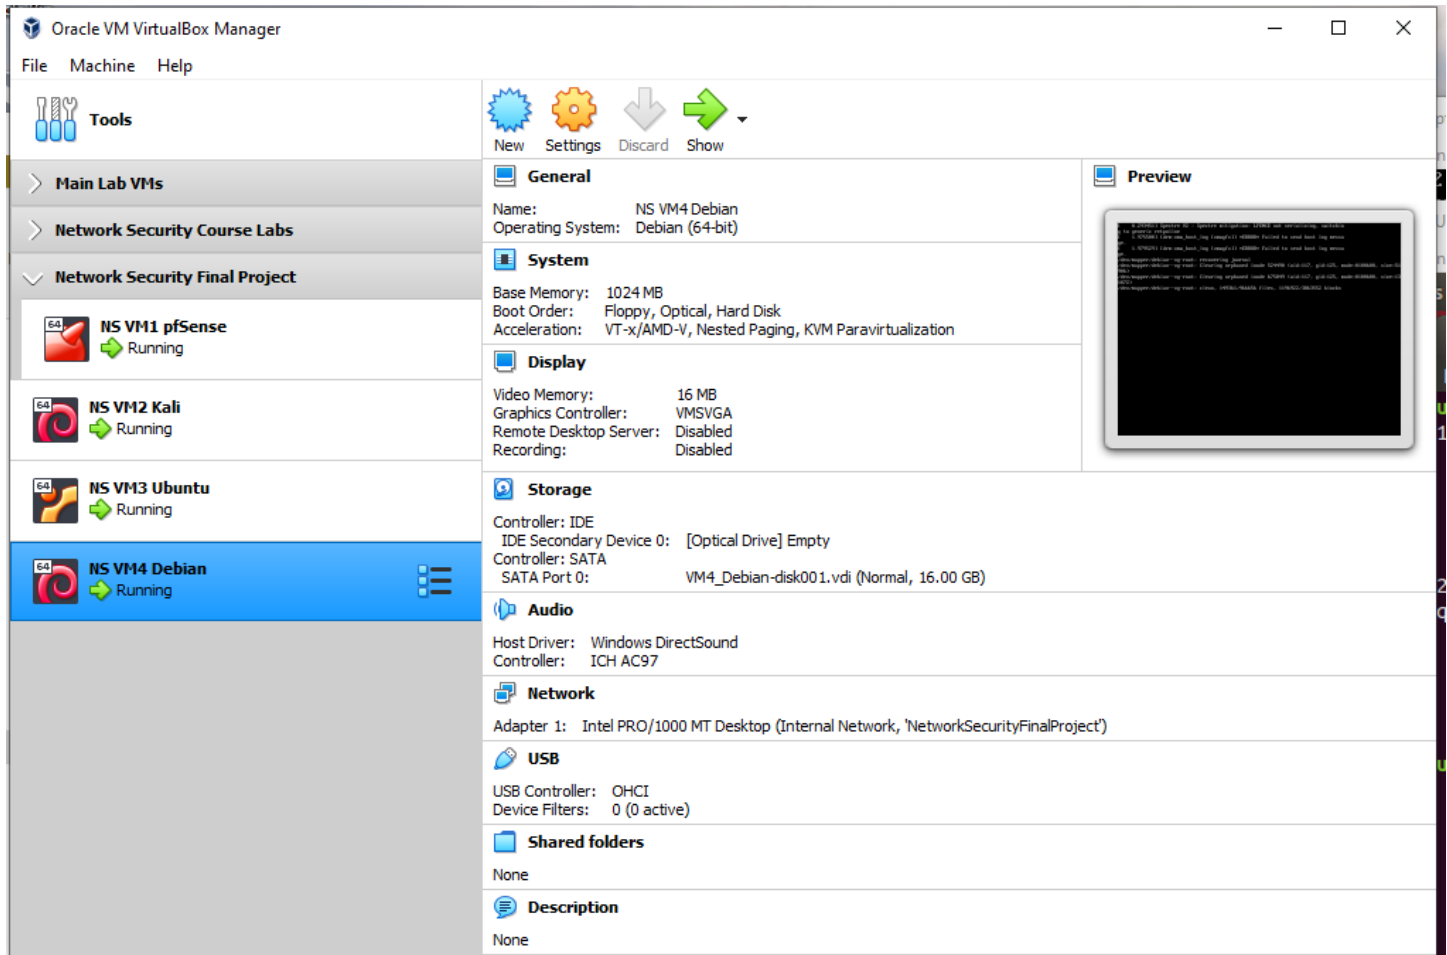 Oracle VM VirtualBox Manager
File Machine Help
Tools
New Settings Discard Show
Main Lab VMs
Network Security Course Labs
Network Security Final Project
64 NS VM1 pfSense
Running
64 NS VM2 Kali
Running
64 NS VM3 Ubuntu
Running
64 NS VM4 Debian
Running
General
Name: NS VM4 Debian
Operating System: Debian (64-bit)
System
Base Memory: 1024 MB
Boot Order: Floppy, Optical, Hard Disk
Acceleration: VT-x/AMD-V, Nested Paging, KVM Paravirtualization
Display
Video Memory: 16 MB
Graphics Controller: VMSVGA
Remote Desktop Server: Disabled
Recording: Disabled
Preview
Storage
Controller: IDE
IDE Secondary Device 0: [Optical Drive] Empty
Controller: SATA
SATA Port 0: VM4_Debian-disk001.vdi (Normal, 16.00 GB)
Audio
Host Driver: Windows DirectSound
Controller: ICH AC97
Network
Adapter 1: Intel PRO/1000 MT Desktop (Internal Network, 'NetworkSecurityFinalProject')
USB
USB Controller: OHCI
Device Filters: 0 (0 active)
Shared folders
None
Description
None